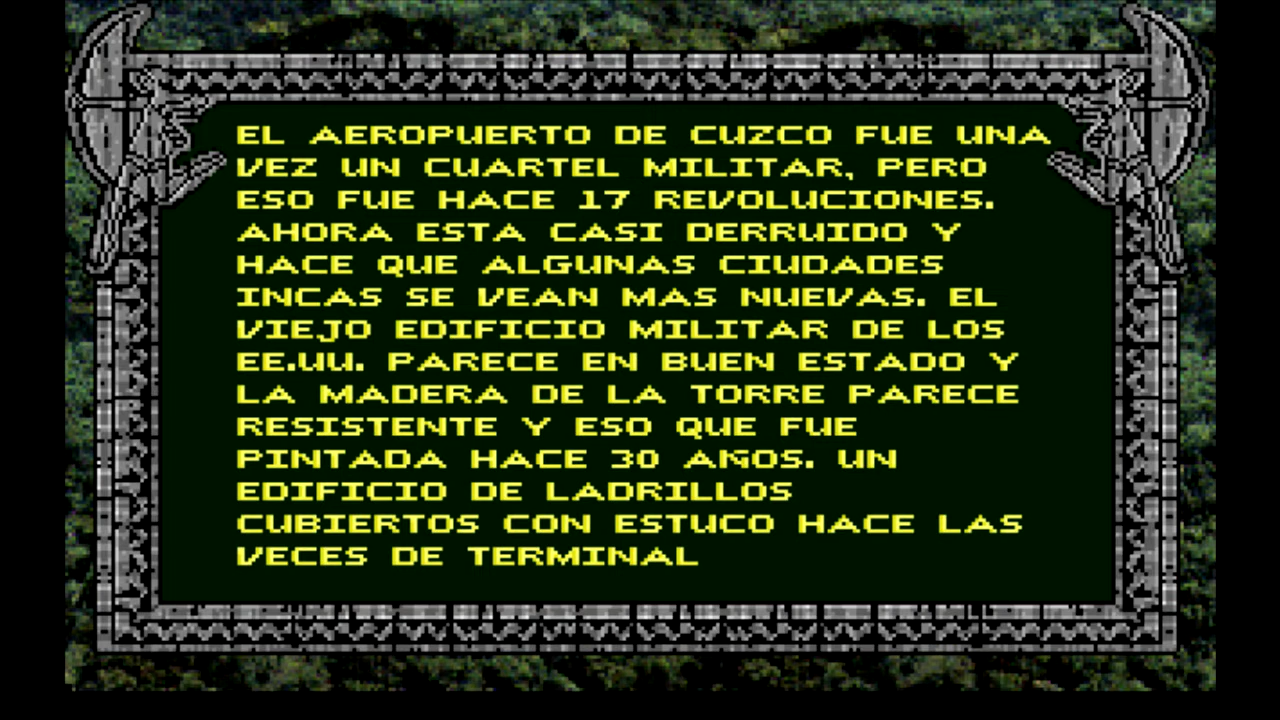 EL AEROPUERTO DE CUZCO FUE UNA
VEZ UN CUARTEL MILITAR, PERO
ESO FUE HACE 17 REVOLUCIONES.
AHORA ESTA CASI DERRUIDO Y
HACE QUE ALGUNAS CIUDADES
INCAS SE VEAN MAS NUEVAS. EL
VIEJO EDIFICIO MILITAR DE LOS
EE.UU. PARECE EN BUEN ESTADO Y
LA MADERA DE LA TORRE PARECE
RESISTENTE Y ESO QUE FUE
PINTADA HACE 30 AÑOS. UN
EDIFICIO DE LADRILLOS
CUBIERTOS CON ESTUCO HACE LAS
VECES DE TERMINAL